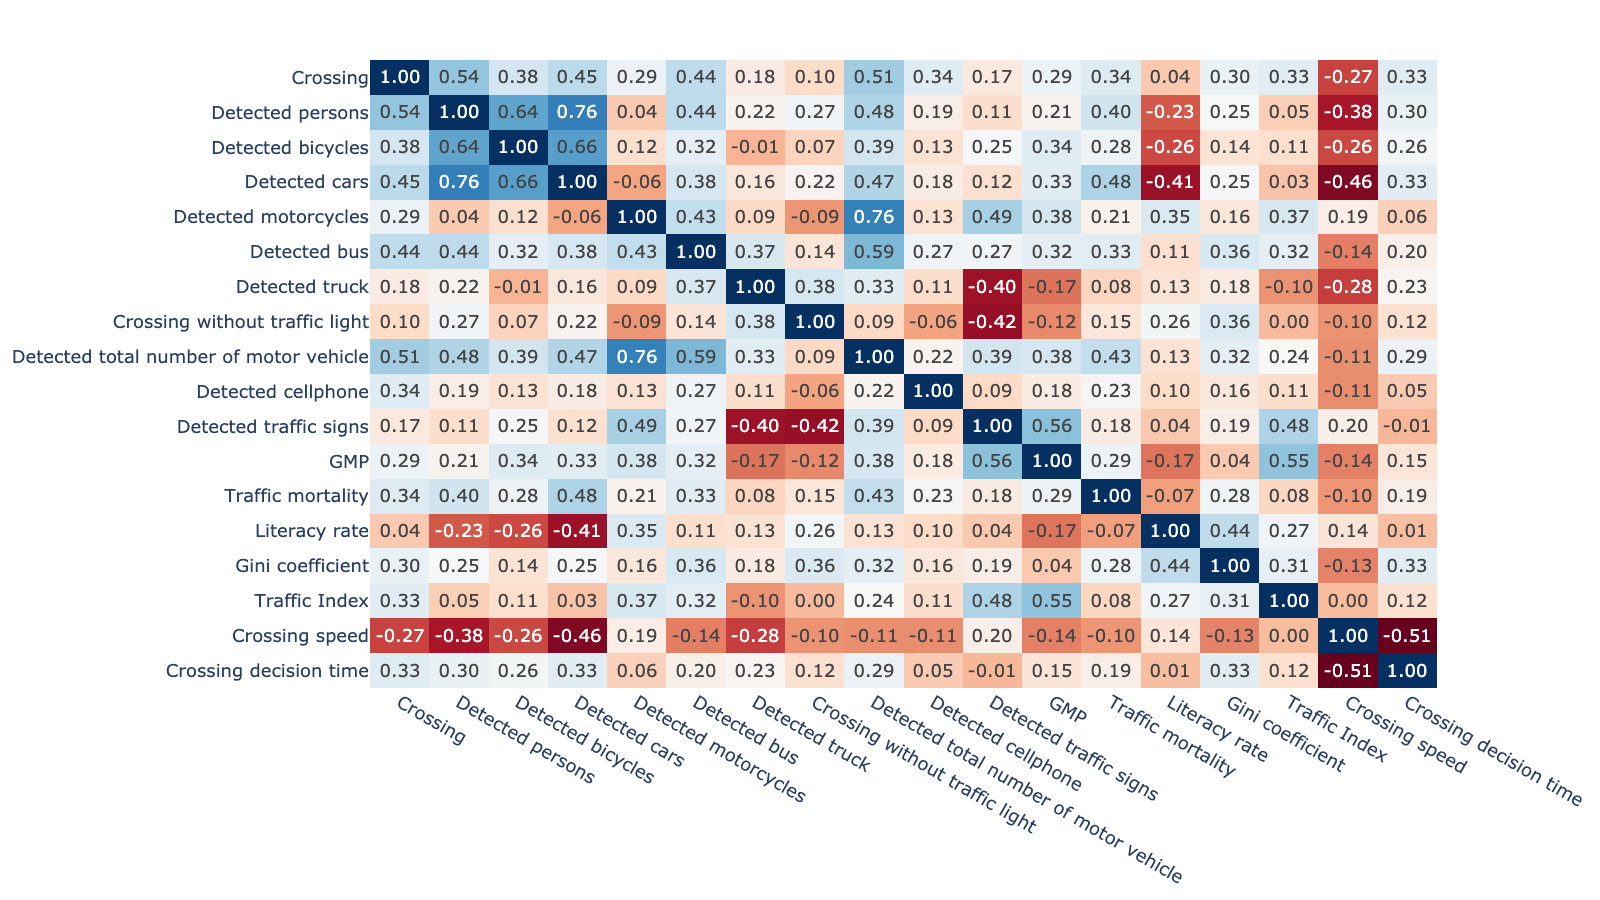 Crossing 1.00 0.54 0.38 0.45 0.29 0.44 0.18 0.10 0.51 0.34 0.17 0.29 0.34 0.04 0.30 0.33 -0.27 0.33
Detected persons 0.54 1.00 0.64 0.76 0.04 0.44 0.22 0.27 0.48 0.19 0.11 0.21 0.40 -0.23 0.25 0.05 -0.38 0.30
Detected bicycles 0.38 0.64 1.00 0.66 0.12 0.32 -0.01 0.07 0.39 0.13 0.25 0.34 0.28 -0.26 0.14 0.11 -0.26 0.26
Detected cars 0.45 0.76 0.66 1.00 -0.06 0.38 0.16 0.22 0.47 0.18 0.12 0.33 0.48 -0.41 0.25 0.03 -0.46 0.33
Detected motorcycles 0.29 0.04 0.12 -0.06 1.00 0.43 0.09 -0.09 0.76 0.13 0.49 0.38 0.21 0.35 0.16 0.37 0.19 0.06
Detected bus 0.44 0.44 0.32 0.38 0.43 1.00 0.37 0.14 0.59 0.27 0.27 0.32 0.33 0.11 0.36 0.32 -0.14 0.20
Detected truck 0.18 0.22 -0.01 0.16 0.09 0.37 1.00 0.38 0.33 0.11 -0.40 -0.17 0.08 0.13 0.18 -0.10 -0.28 0.23
Crossing without traffic light 0.10 0.27 0.07 0.22 -0.09 0.14 0.38 1.00 0.09 -0.06 -0.42 -0.12 0.15 0.26 0.36 0.00 -0.10 0.12
Detected total number of motor vehicle 0.51 0.48 0.39 0.47 0.76 0.59 0.33 0.09 1.00 0.22 0.39 0.38 0.43 0.13 0.32 0.24 -0.11 0.29
Detected cellphone 0.34 0.19 0.13 0.18 0.13 0.27 0.11 -0.06 0.22 1.00 0.09 0.18 0.23 0.10 0.16 0.11 -0.11 0.05
Detected traffic signs 0.17 0.11 0.25 0.12 0.49 0.27 -0.40 -0.42 0.39 0.09 1.00 0.56 0.18 0.04 0.19 0.48 0.20 -0.01
GMP 0.29 0.21 0.34 0.33 0.38 0.32 -0.17 -0.12 0.38 0.18 0.56 1.00 0.29 -0.17 0.04 0.55 -0.14 0.15
Traffic mortality 0.34 0.40 0.28 0.48 0.21 0.33 0.08 0.15 0.43 0.23 0.18 0.29 1.00 -0.07 0.28 0.08 -0.10 0.19
Literacy rate 0.04 -0.23 -0.26 -0.41 0.35 0.11 0.13 0.26 0.13 0.10 0.04 -0.17 -0.07 1.00 0.44 0.27 0.14 0.01
Gini coefficient 0.30 0.25 0.14 0.25 0.16 0.36 0.18 0.36 0.32 0.16 0.19 0.04 0.28 0.44 1.00 0.31 -0.13 0.33
Traffic Index 0.33 0.05 0.11 0.03 0.37 0.32 -0.10 0.00 0.24 0.11 0.48 0.55 0.08 0.27 0.31 1.00 0.00 0.12
Crossing speed -0.27 -0.38 -0.26 -0.46 0.19 -0.14 -0.28 -0.10 -0.11 -0.11 0.20 -0.14 -0.10 0.14 -0.13 0.00 1.00 -0.51
Crossing decision time 0.33 0.30 0.26 0.33 0.06 0.20 0.23 0.12 0.29 0.05 -0.01 0.15 0.19 0.01 0.33 0.12 -0.51 1.00
Crossing
Detected persons
Detected bicycles
Detected cars
Detected motorcycles
Detected bus
Detected truck
Crossing without traffic light
Detected total number of motor vehicle
Detected cellphone
Detected traffic signs
GMP
Traffic mortality
Literacy rate
Gini coefficient
Traffic Index
Crossing speed
Crossing decision time